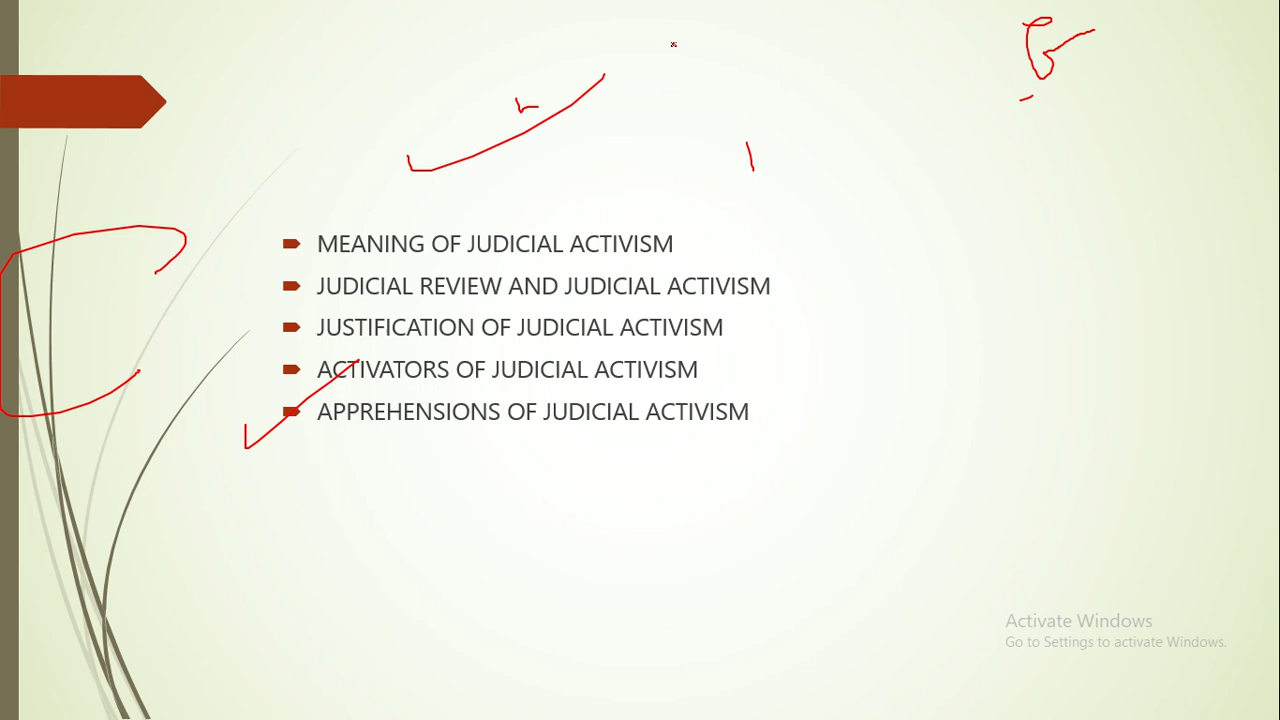 MEANING OF JUDICIAL ACTIVISM
JUDICIAL REVIEW AND JUDICIAL ACTIVISM
JUSTIFICATION OF JUDICIAL ACTIVISM
ACTIVATORS OF JUDICIAL ACTIVISM
APPREHENSIONS OF JUDICIAL ACTIVISM
Activate Windows
Go to Settings to activate Windows.